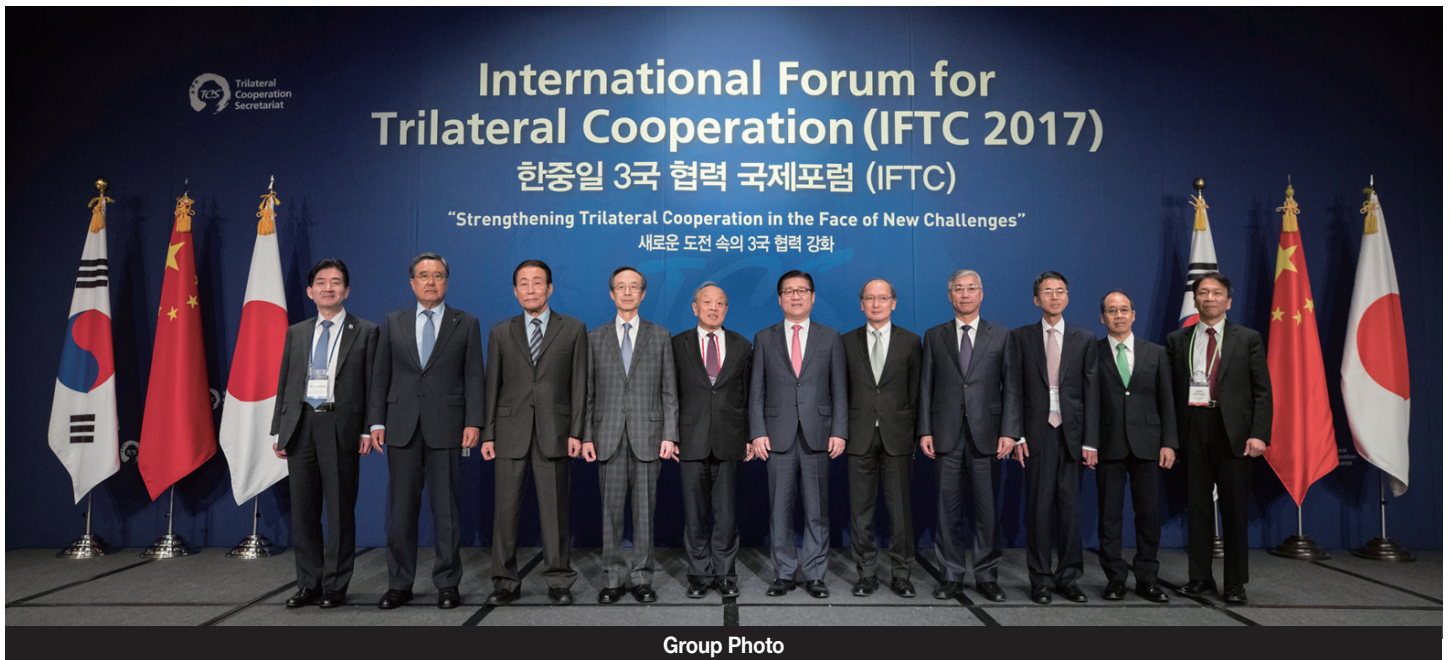 TCS
Trilateral
Cooperation
Secretariat
International Forum for
Trilateral Cooperation (IFTC 2017)
한중일 3국 협력 국제포럼 (IFTC)
“Strengthening Trilateral Cooperation in the Face of New Challenges”
새로운 도전 속의 3국 협력 강화
TCS
Group Photo